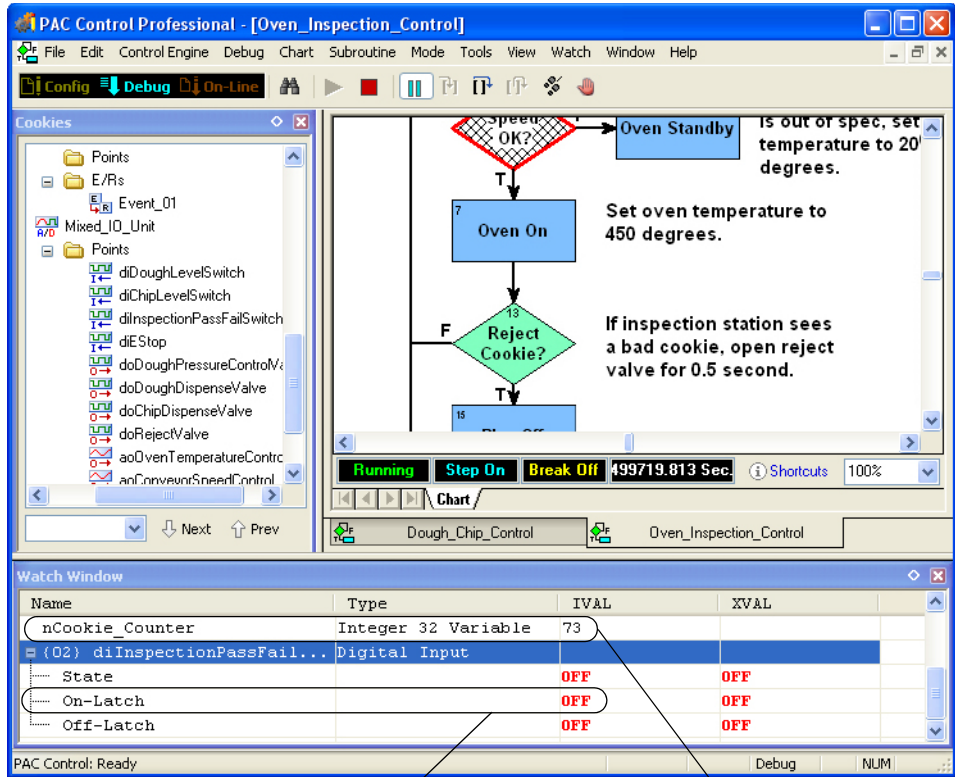 PAC Control Professional - [Oven_Inspection_Control]
File Edit Control Engine Debug Chart Subroutine Mode Tools View Watch Window Help
Config Debug On-Line
Cookies
Points
E/Rs
Event_01
Mixed_IO_Unit
Points
diDoughLevelSwitch
diChipLevelSwitch
diInspectionPassFailSwitch
diEStop
doDoughPressureControlVa
doDoughDispenseValve
doChipDispenseValve
doRejectValve
aoOvenTemperatureContro
aoConveyorSpeedControl
Next Prev
Speed
OK?
Oven Standby
is out of spec, set
temperature to 20
degrees.
T
7
Oven On
Set oven temperature to
450 degrees.
13
F
Reject
Cookie?
If inspection station sees
a bad cookie, open reject
valve for 0.5 second.
T
15
Running Step On Break Off 499719.813 Sec. Shortcuts 100%
Chart
Dough_Chip_Control Oven_Inspection_Control
Watch Window
Name Type IVAL XVAL
nCookie_Counter Integer 32 Variable 73
{02} diInspectionPassFail... Digital Input
State OFF OFF
On-Latch OFF OFF
Off-Latch OFF OFF
PAC Control: Ready Debug NUM